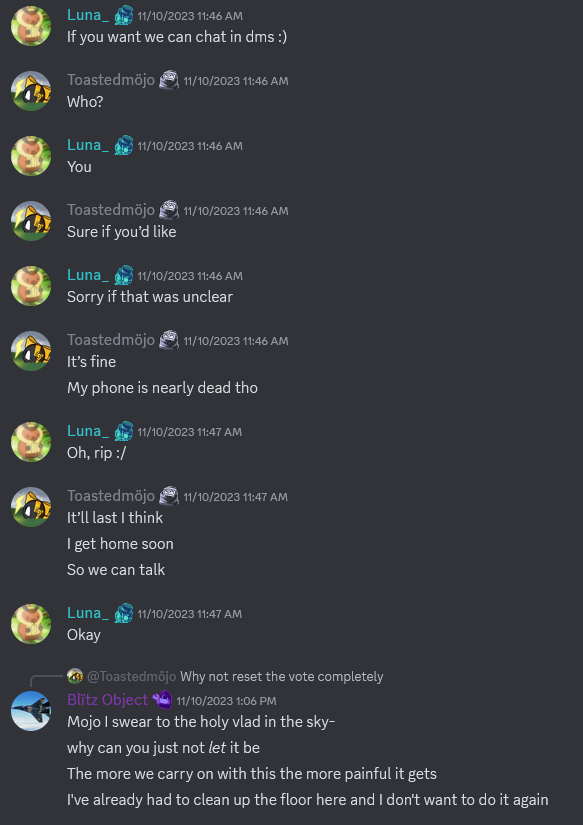 Luna_ 11/10/2023 11:46 AM
If you want we can chat in dms :)
Toastedmöjo 11/10/2023 11:46 AM
Who?
Luna_ 11/10/2023 11:46 AM
You
Toastedmöjo 11/10/2023 11:46 AM
Sure if you’d like
Luna_ 11/10/2023 11:46 AM
Sorry if that was unclear
Toastedmöjo 11/10/2023 11:46 AM
It’s fine
My phone is nearly dead tho
Luna_ 11/10/2023 11:47 AM
Oh, rip :/
Toastedmöjo 11/10/2023 11:47 AM
It’ll last I think
I get home soon
So we can talk
Luna_ 11/10/2023 11:47 AM
Okay
@Toastedmöjo Why not reset the vote completely
Blītz Object 11/10/2023 1:06 PM
Mojo I swear to the holy vlad in the sky-
why can you just not let it be
The more we carry on with this the more painful it gets
I've already had to clean up the floor here and I don't want to do it again